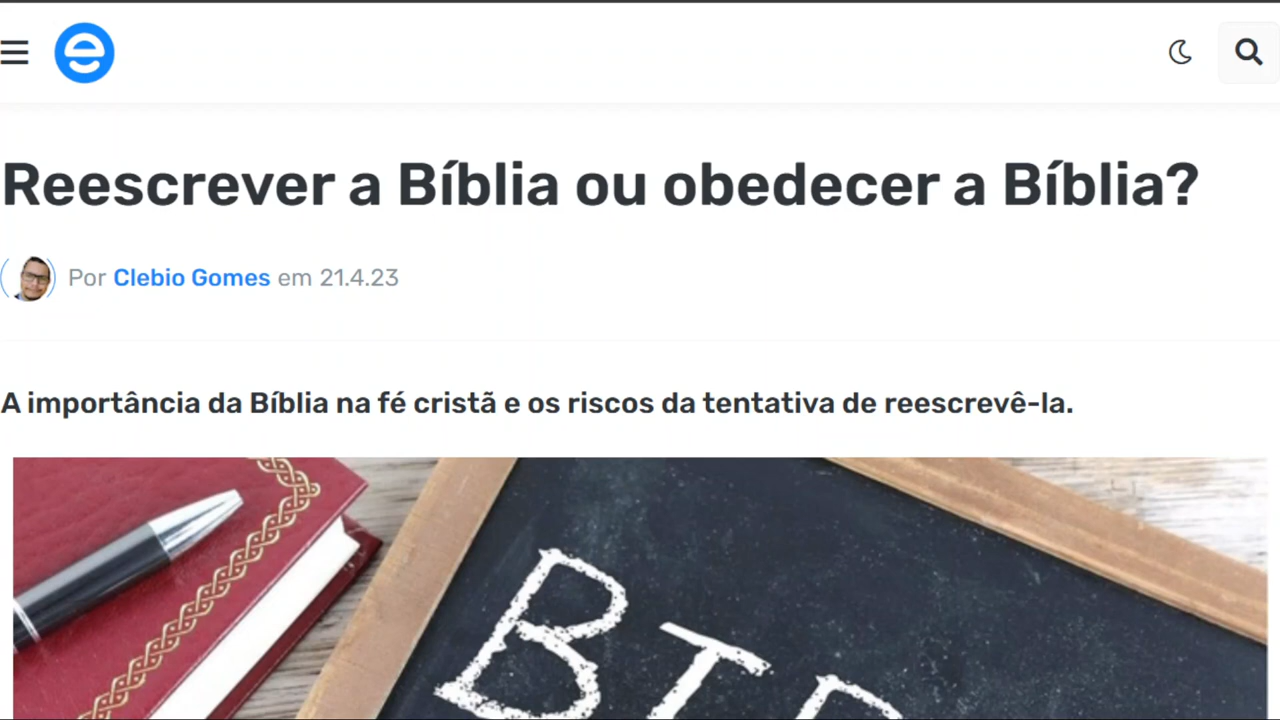 Reescrever a Bíblia ou obedecer a Bíblia?
Por Clebio Gomes em 21.4.23
A importância da Bíblia na fé cristã e os riscos da tentativa de reescrevê-la.